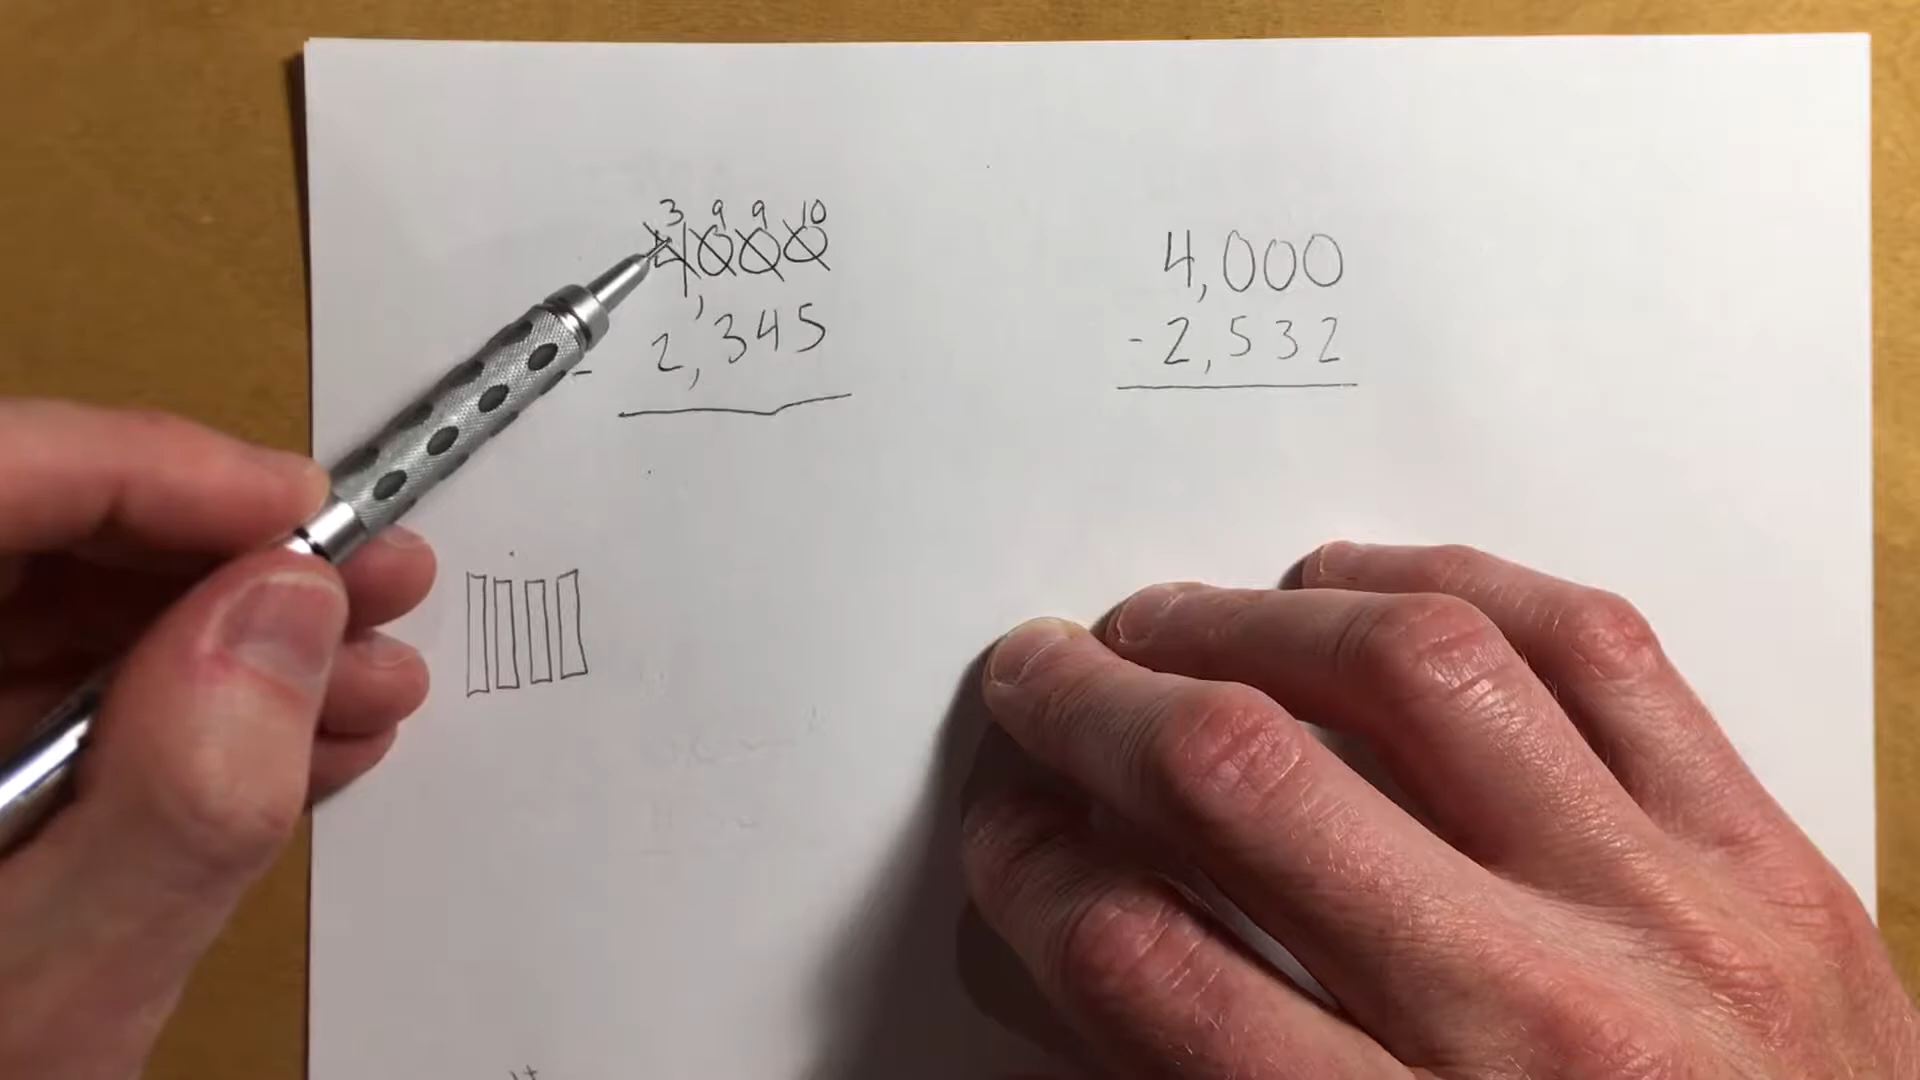 3 9 9 10
4,000
- 2,345
4,000
- 2,532